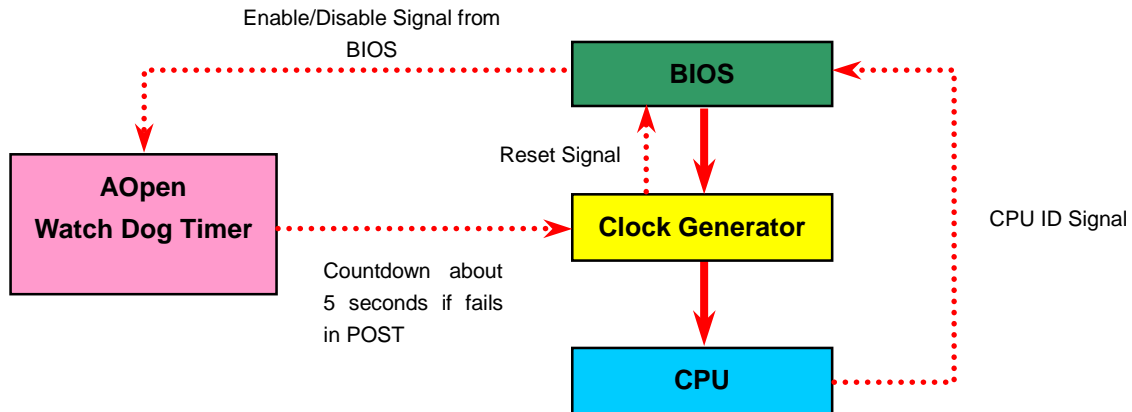 Enable/Disable Signal from
BIOS
BIOS
Reset Signal
AOpen
Watch Dog Timer
Clock Generator
CPU ID Signal
Countdown about
5 seconds if fails
in POST
CPU